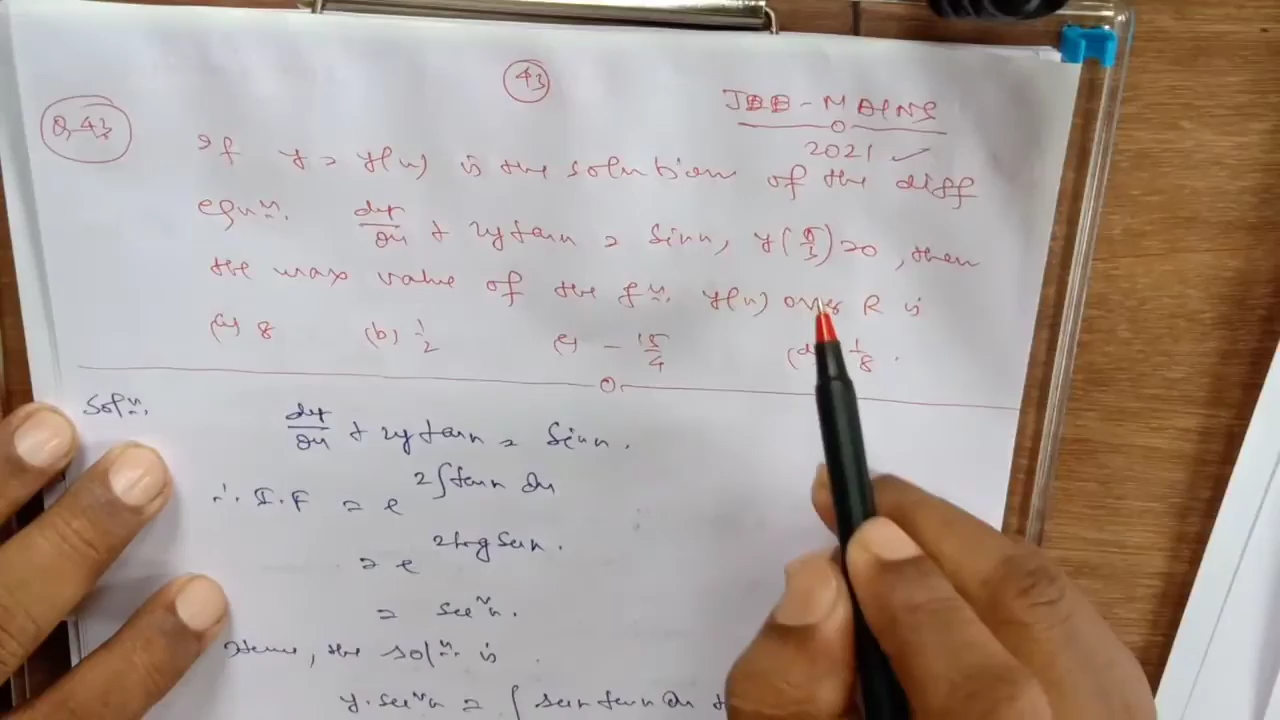 43
JEE-MAINS
2021 ✓
Q.43
If y = y(x) is the solution of the diff
equn. dy/dx + 2y tan x = sin x, y(π/3) = 0, then
the max value of the fn. y(x) over R is
(a) 8 (b) 1/2 (c) - 15/4 (d) 1/8.
Soln.
dy/dx + 2y tan x = sin x.
∴ I.F = e^2∫tan x dx
= e^2 log sec x.
= sec²x.
Hence, the soln. is
y.sec²x = ∫ sec x tan x dx +